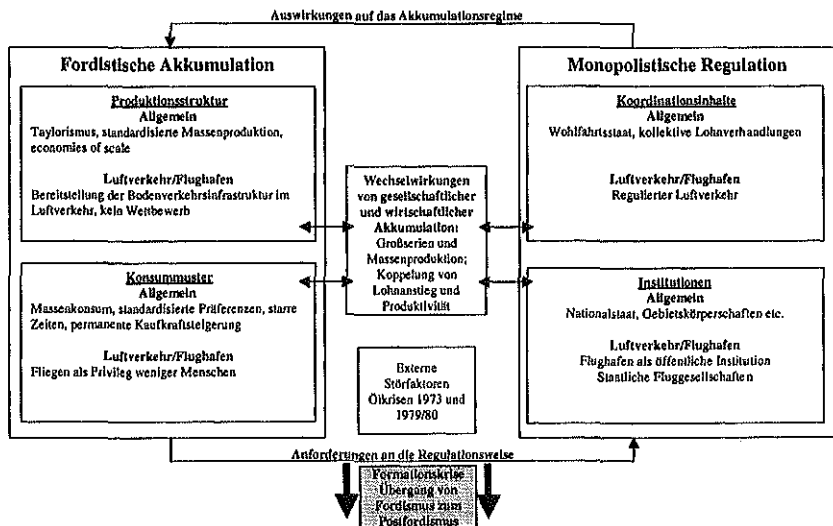 Auswirkungen auf das Akkumulationsregime
Fordistische Akkumulation
Produktionsstruktur
Allgemein
Taylorismus, standardisierte Massenproduktion,
economies of scale
Luftverkehr/Flughafen
Bereitstellung der Bodenverkehrsinfrastruktur im
Luftverkehr, kein Wettbewerb
Konsummuster
Allgemein
Massenkonsum, standardisierte Präferenzen, starre
Zeiten, permanente Kaufkraftsteigerung
Luftverkehr/Flughafen
Fliegen als Privileg weniger Menschen
Wechselwirkungen
von gesellschaftlicher
und wirtschaftlicher
Akkumulation:
Großserien und
Massenproduktion;
Koppelung von
Lohnanstieg und
Produktivität
Externe
Störfaktoren
Ölkrisen 1973 und
1979/80
Monopolistische Regulation
Koordinationsinhalte
Allgemein
Wohlfahrtsstaat, kollektive Lohnverhandlungen
Luftverkehr/Flughafen
Regulierter Luftverkehr
Institutionen
Allgemein
Nationalstaat, Gebietskörperschaften etc.
Luftverkehr/Flughafen
Flughafen als öffentliche Institution
Staatliche Fluggesellschaften
Anforderungen an die Regulationsweise
Formationskrise
Übergang von
Fordismus zum
Postfordismus